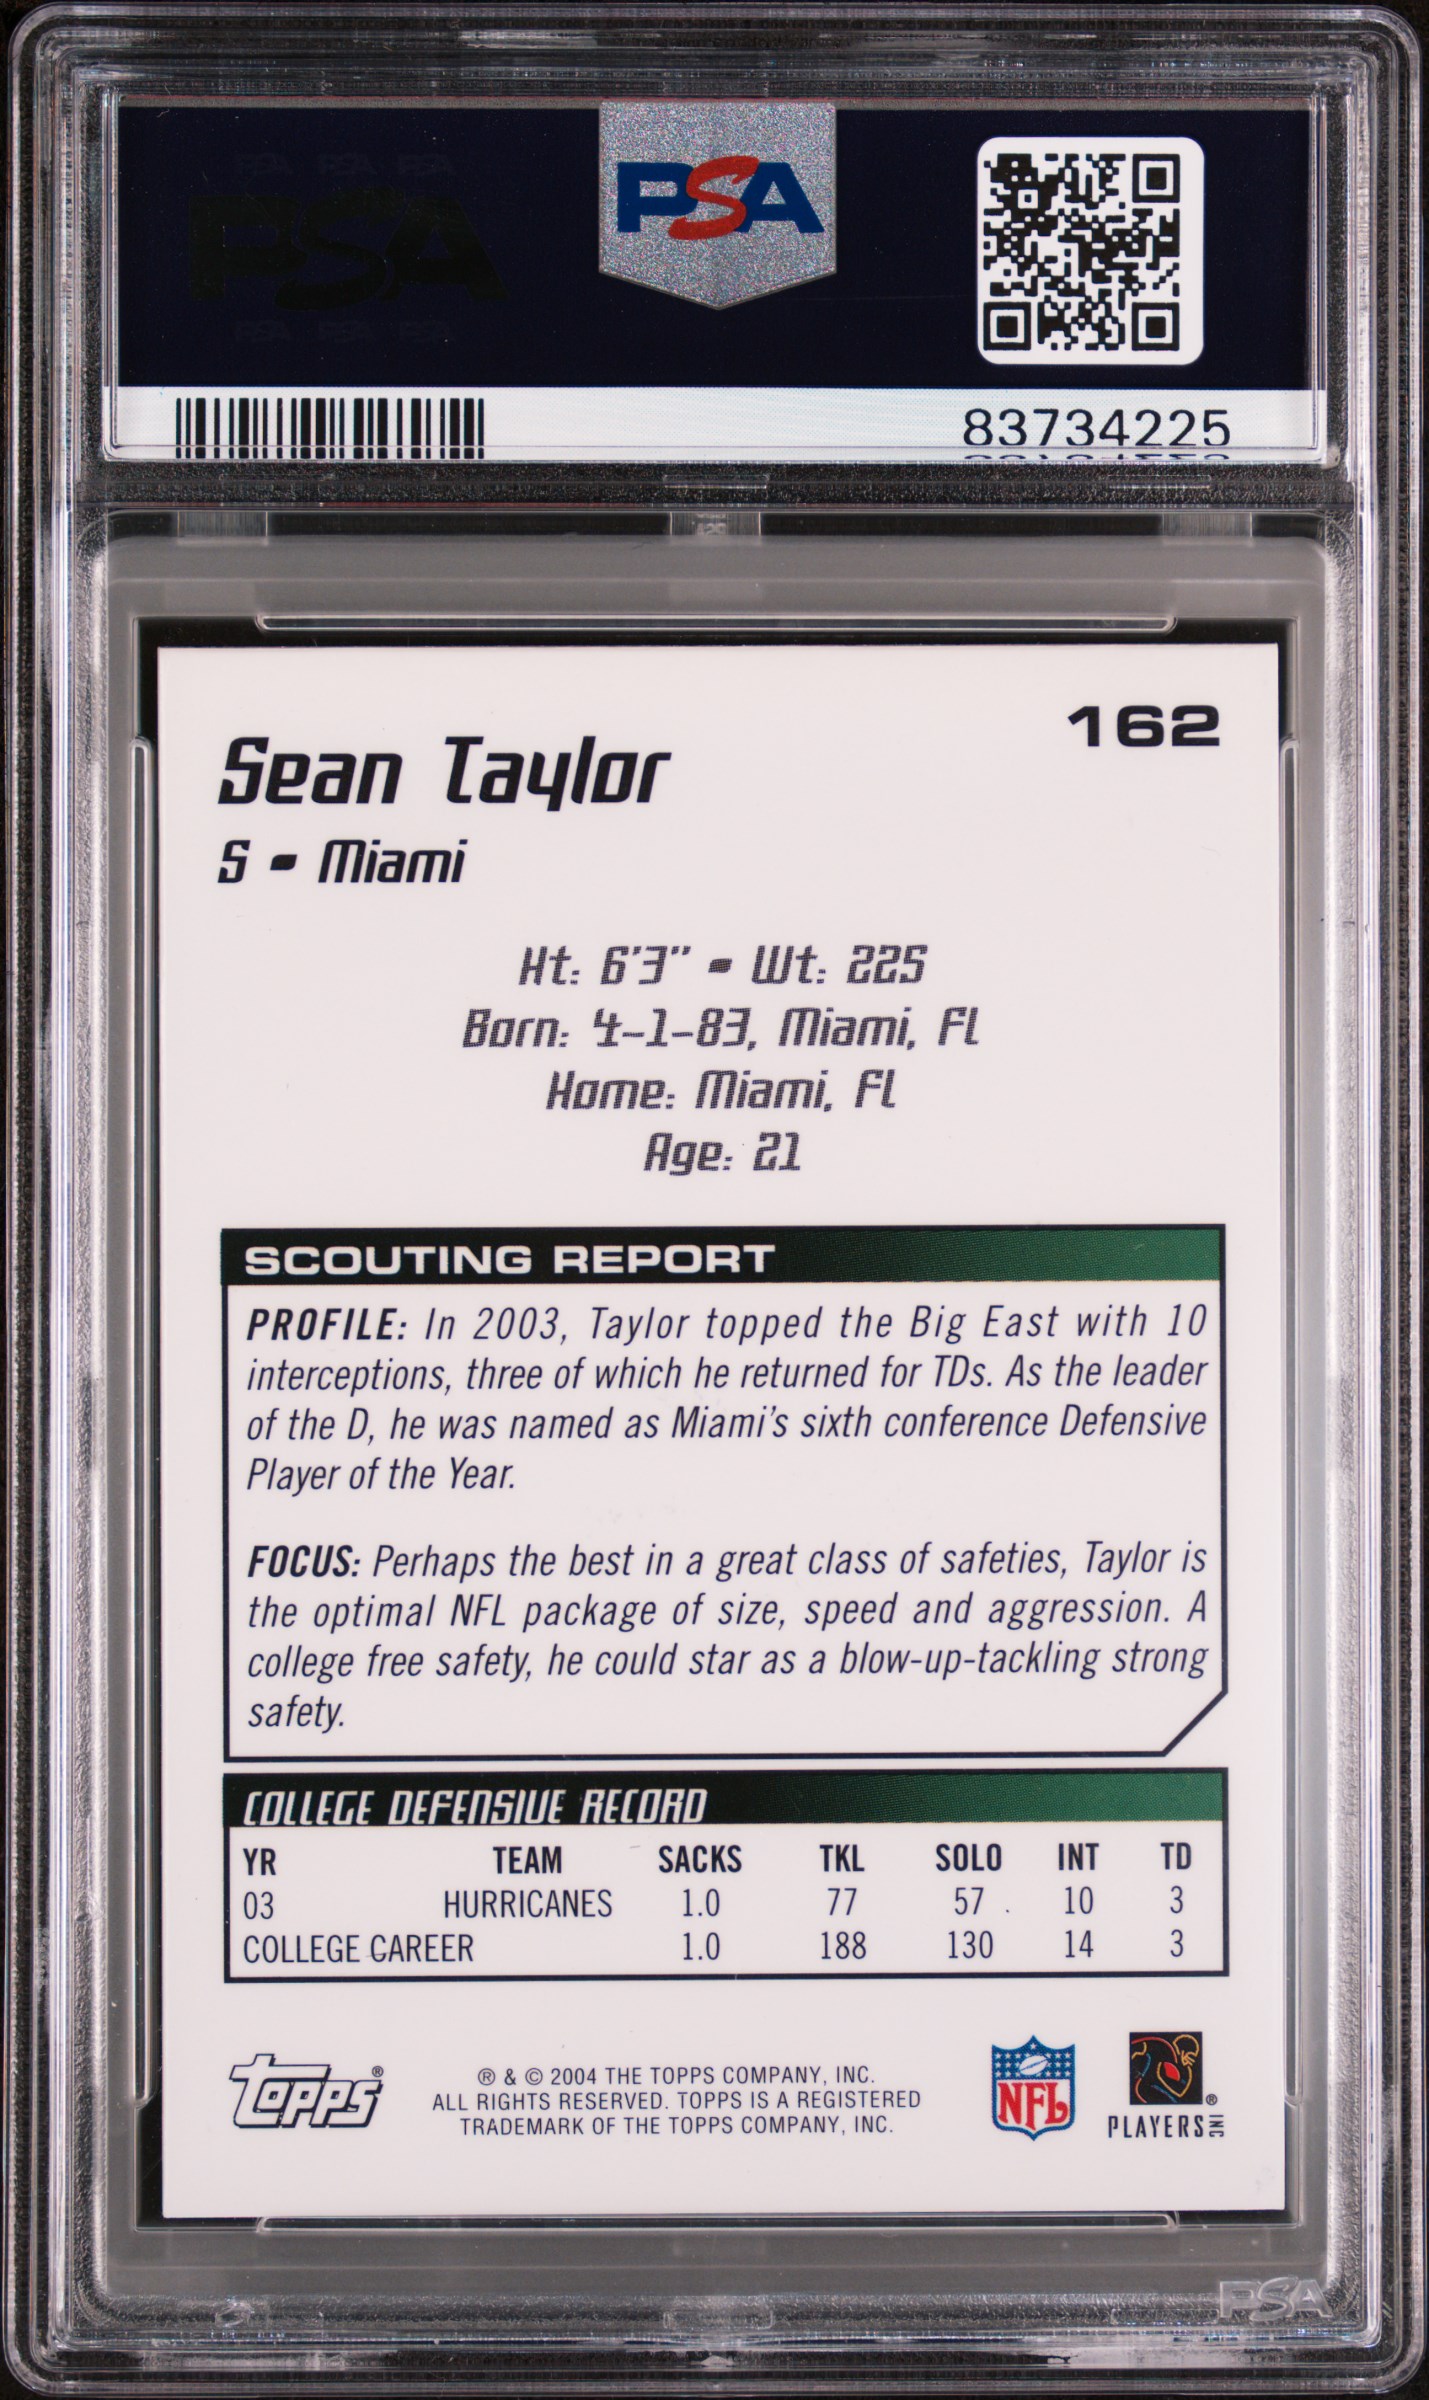 PSA
83734225
162
Sean Taylor
S - Miami
Ht: 6'3" - Wt: 225
Born: 4-1-83, Miami, FL
Home: Miami, FL
Age: 21
SCOUTING REPORT
PROFILE: In 2003, Taylor topped the Big East with 10
interceptions, three of which he returned for TDs. As the leader
of the D, he was named as Miami's sixth conference Defensive
Player of the Year.
FOCUS: Perhaps the best in a great class of safeties, Taylor is
the optimal NFL package of size, speed and aggression. A
college free safety, he could star as a blow-up-tackling strong
safety.
COLLEGE DEFENSIVE RECORD
YR TEAM SACKS TKL SOLO INT TD
03 HURRICANES 1.0 77 57 10 3
COLLEGE CAREER 1.0 188 130 14 3
Topps®
® & © 2004 THE TOPPS COMPANY, INC.
ALL RIGHTS RESERVED. TOPPS IS A REGISTERED
TRADEMARK OF THE TOPPS COMPANY, INC.
NFL
PLAYERS INC ®
PSA